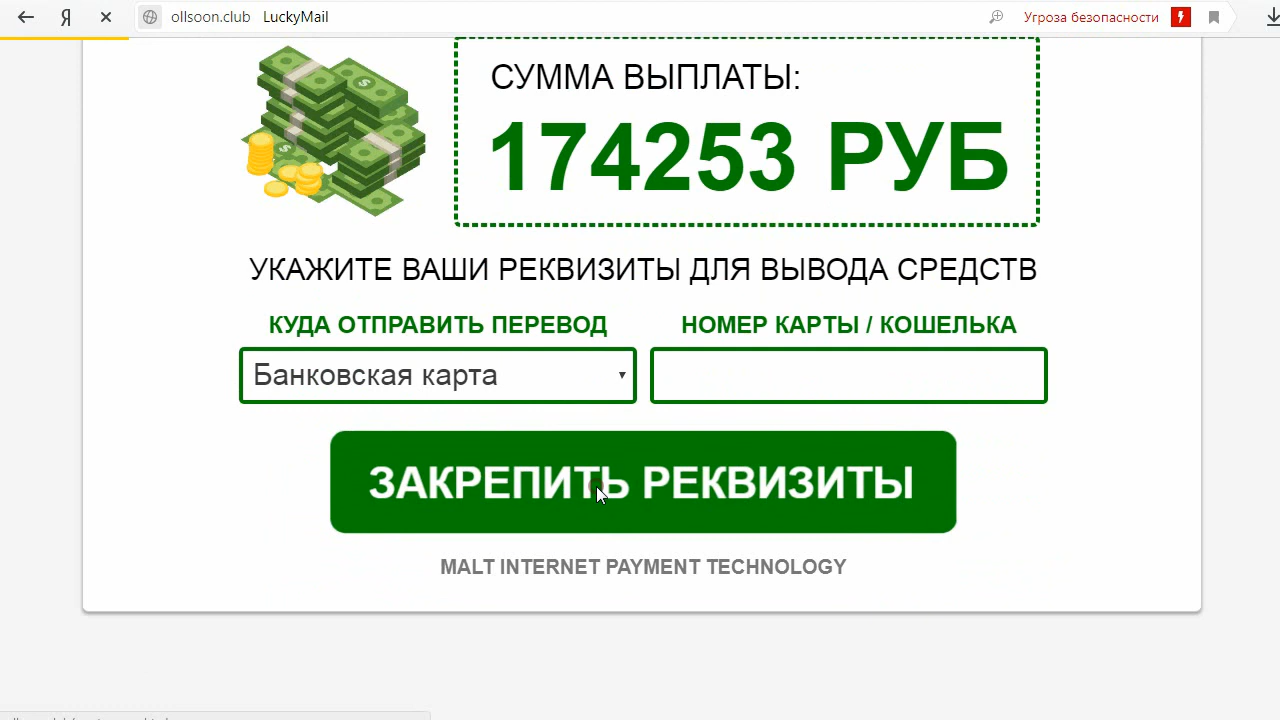 Я ollsoon.club LuckyMail Угроза безопасности
СУММА ВЫПЛАТЫ:
174253 РУБ
УКАЖИТЕ ВАШИ РЕКВИЗИТЫ ДЛЯ ВЫВОДА СРЕДСТВ
КУДА ОТПРАВИТЬ ПЕРЕВОД НОМЕР КАРТЫ / КОШЕЛЬКА
Банковская карта
ЗАКРЕПИТЬ РЕКВИЗИТЫ
MALT INTERNET PAYMENT TECHNOLOGY